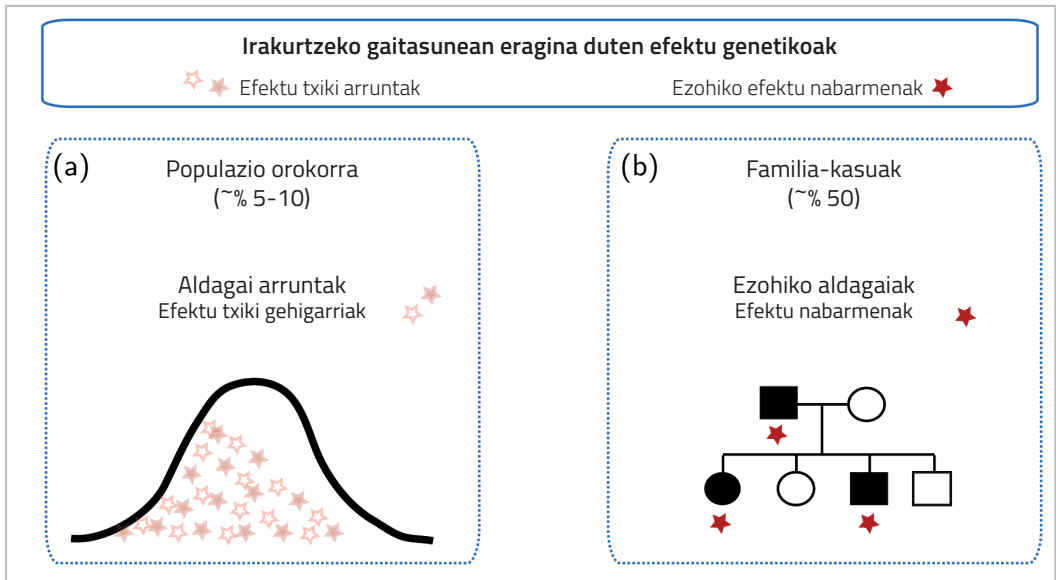 Irakurtzeko gaitasunean eragina duten efektu genetikoak
Efektu txiki arruntak
Ezohiko efektu nabarmenak
(a)
Populazio orokorra
(~% 5-10)
Aldagai arruntak
Efektu txiki gehigarriak
(b)
Familia-kasuak
(~% 50)
Ezohiko aldagaiak
Efektu nabarmenak